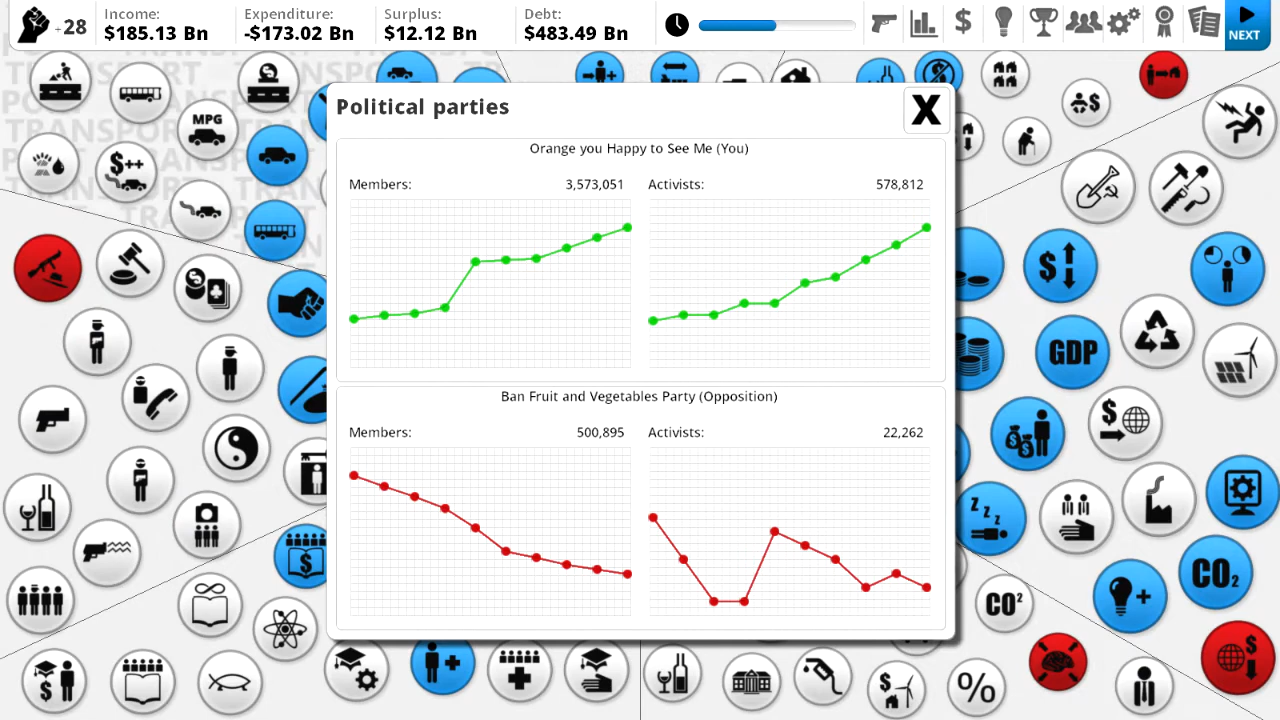 +28
Income:
$185.13 Bn
Expenditure:
-$173.02 Bn
Surplus:
$12.12 Bn
Debt:
$483.49 Bn
$
NEXT
Political parties
X
Orange you Happy to See Me (You)
Members: 3,573,051
Activists: 578,812
Ban Fruit and Vegetables Party (Opposition)
Members: 500,895
Activists: 22,262
TRANSPORT
MPG
$++
$
GDP
$
$
Z Z Z
CO²
CO₂
$
$
$
%